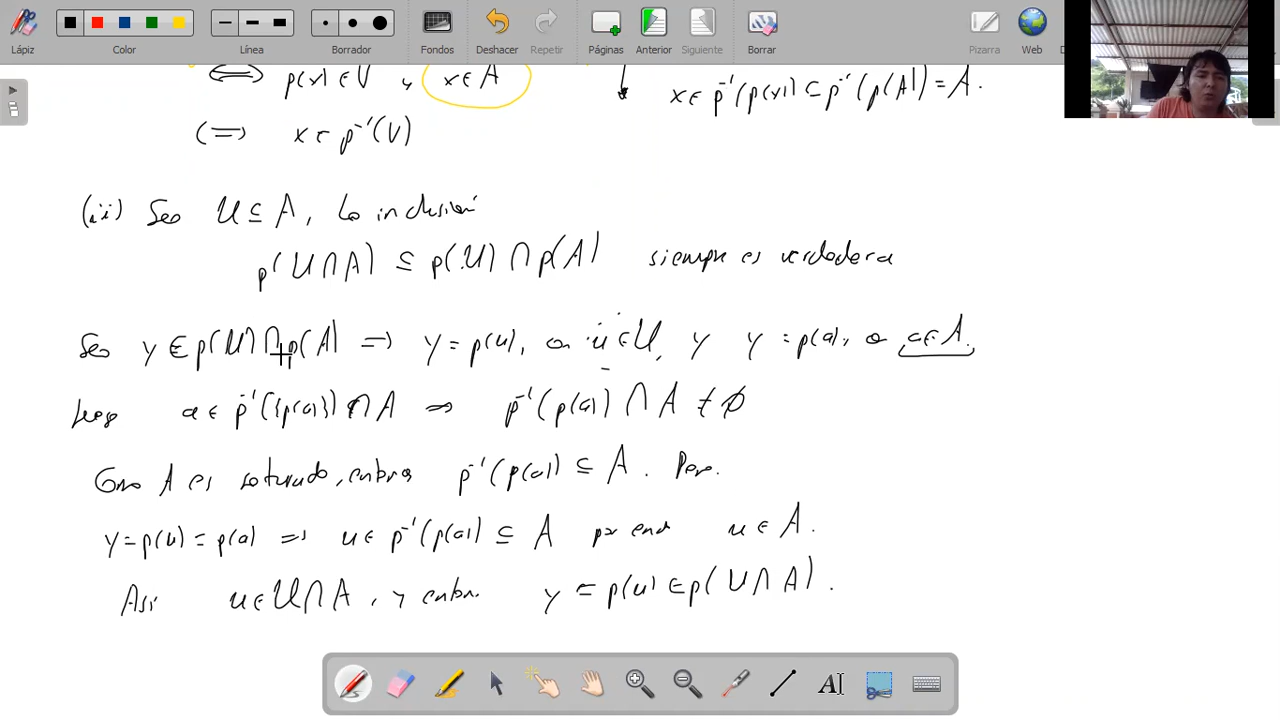 Lápiz Color Línea Borrador Fondos Deshacer Repetir Páginas Anterior Siguiente Borrar Pizarra Web
⟺ p(x) ∈ V y x ∈ A
x ∈ p⁻¹(p(x)) ⊂ p⁻¹(p(A)) = A.
⟺ x ∈ p⁻¹(V)
(ii) Sea U ⊆ A, la inclusión
p(U ∩ A) ⊆ p(U) ∩ p(A) siempre es verdadera
Sea y ∈ p(U) ∩ p(A) ⟹ y = p(u), con u ∈ U, y y = p(a), a ∈ A.
luego a ∈ p⁻¹({p(a)}) ∩ A ⟹ p⁻¹(p(a)) ∩ A ≠ ∅
Como A es saturado, entonces p⁻¹(p(a)) ⊆ A. Pero.
y = p(u) = p(a) ⟹ u ∈ p⁻¹(p(a)) ⊆ A por ende u ∈ A.
Así u ∈ U ∩ A, y entonces y = p(u) ∈ p(U ∩ A).